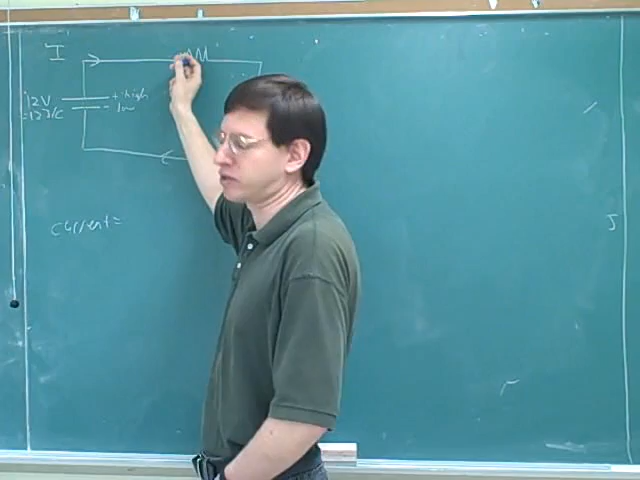 I
12V
+ high
=12J/C
- low
current=